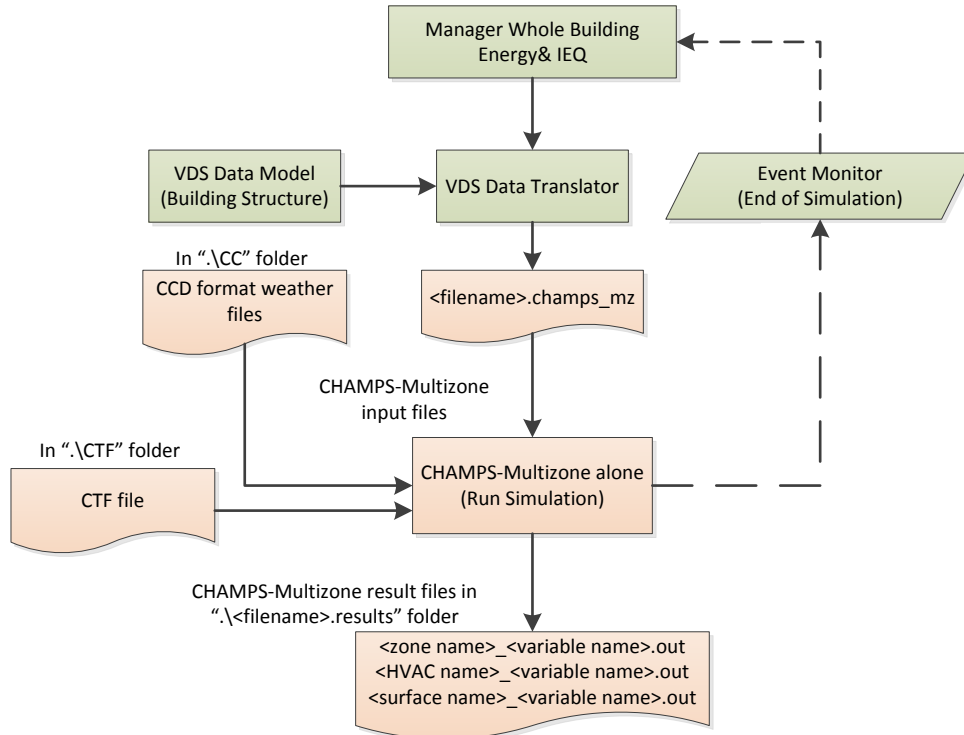 Manager Whole Building
Energy& IEQ
VDS Data Model
(Building Structure)
VDS Data Translator
Event Monitor
(End of Simulation)
In “.\CC” folder
CCD format weather
files
<filename>.champs_mz
CHAMPS-Multizone
input files
In “.\CTF” folder
CTF file
CHAMPS-Multizone alone
(Run Simulation)
CHAMPS-Multizone result files in
“.\<filename>.results” folder
<zone name>_<variable name>.out
<HVAC name>_<variable name>.out
<surface name>_<variable name>.out